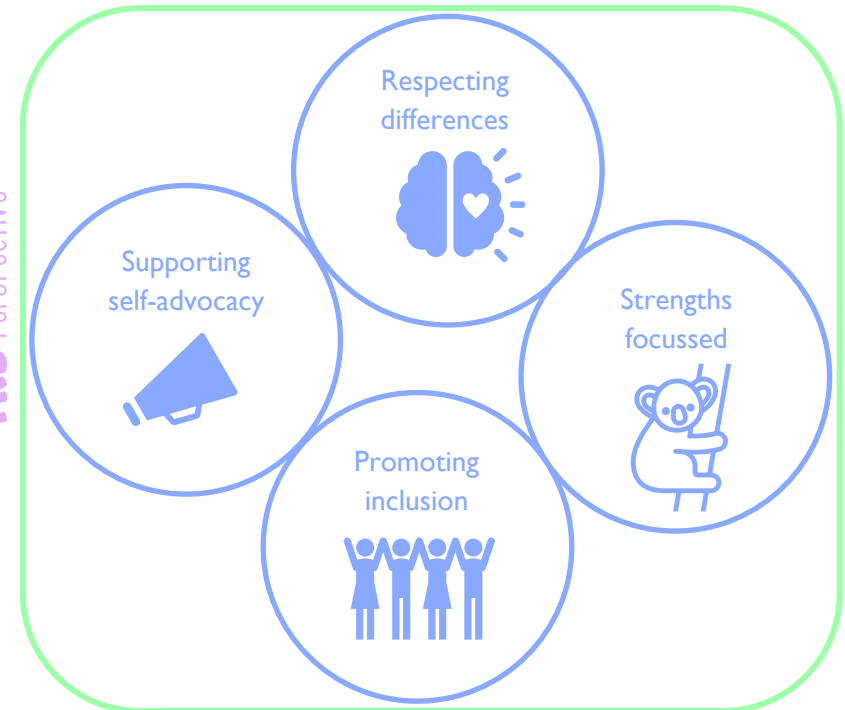 Respecting
differences
Supporting
self-advocacy
Strengths
focussed
Promoting
inclusion